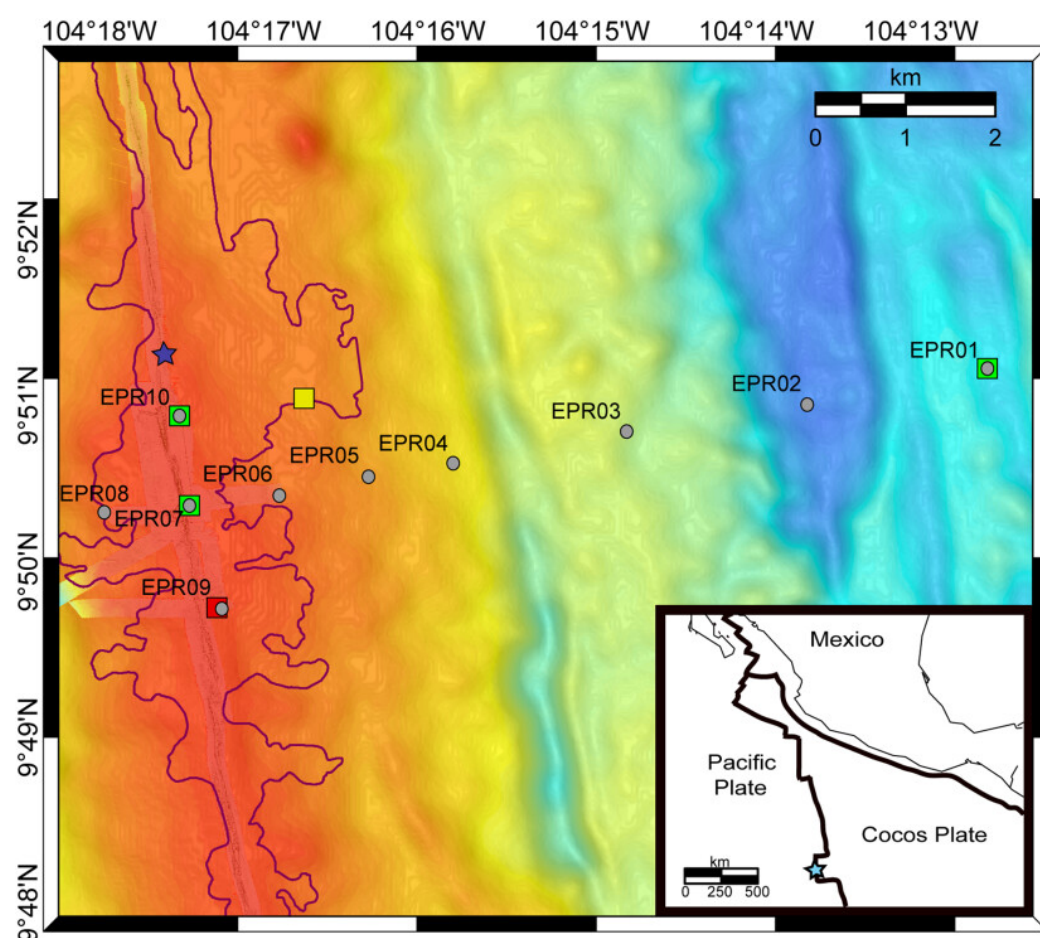 104°18'W 104°17'W 104°16'W 104°15'W 104°14'W 104°13'W
km
0 1 2
9°52'N
EPR01
9°51'N
EPR02
EPR10
EPR03
EPR04
EPR05
EPR06
EPR08
EPR07
9°50'N
EPR09
9°49'N
9°48'N
Mexico
Pacific
Plate
Cocos Plate
km
0 250 500